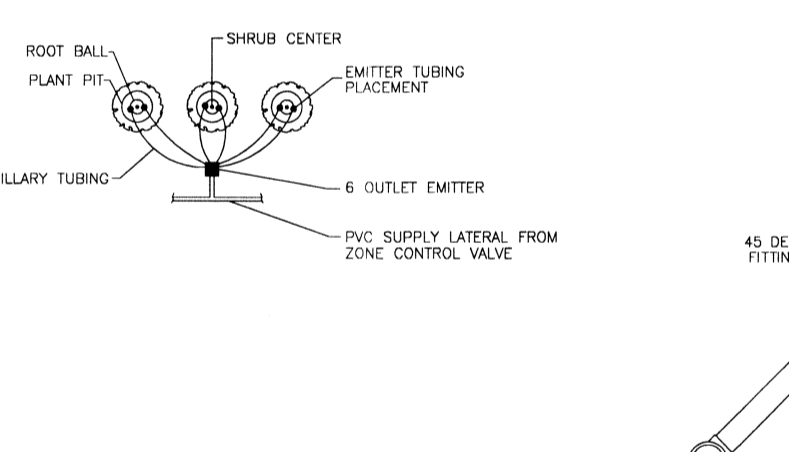 SHRUB CENTER
ROOT BALL
PLANT PIT
EMITTER TUBING
PLACEMENT
ILLARY TUBING
6 OUTLET EMITTER
PVC SUPPLY LATERAL FROM
ZONE CONTROL VALVE
45 DE
FITTIN